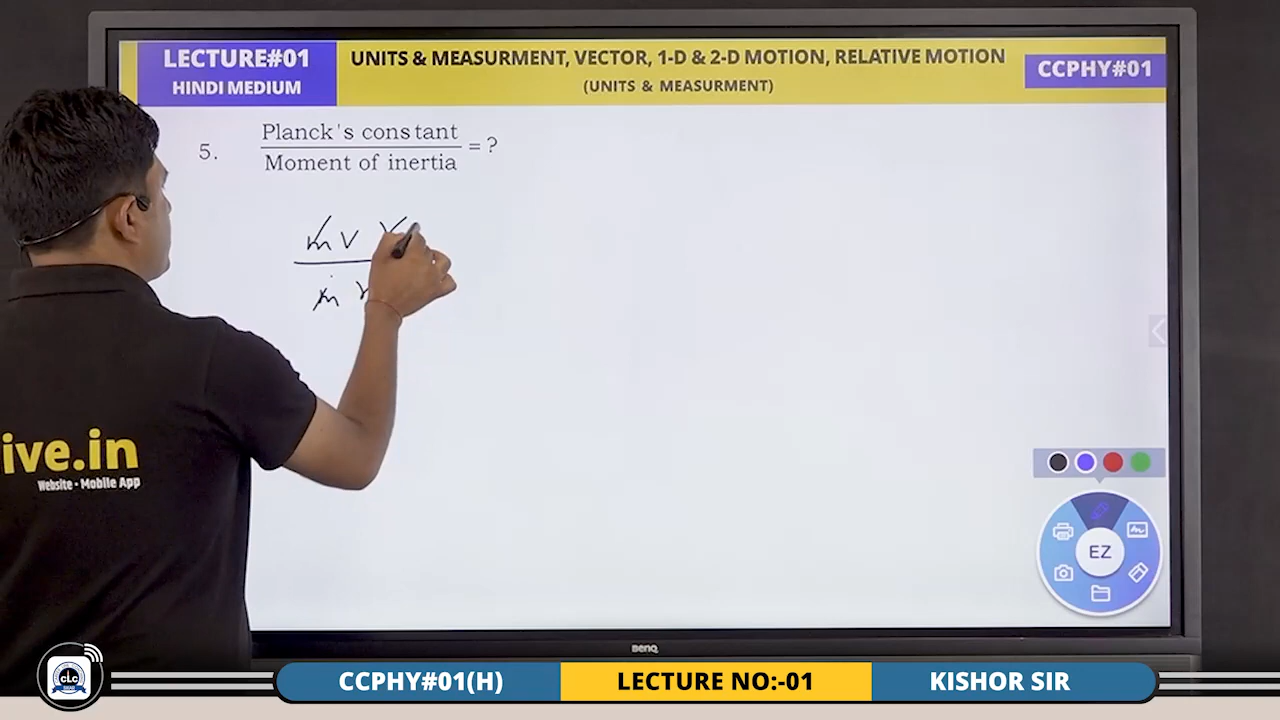 LECTURE#01
HINDI MEDIUM
UNITS & MEASURMENT, VECTOR, 1-D & 2-D MOTION, RELATIVE MOTION
(UNITS & MEASURMENT)
CCPHY#01
5. Planck's constant
Moment of inertia
= ?
m v
m
EZ
ive.in
Website • Mobile App
BenQ
CLC
CCPHY#01(H)
LECTURE NO:-01
KISHOR SIR